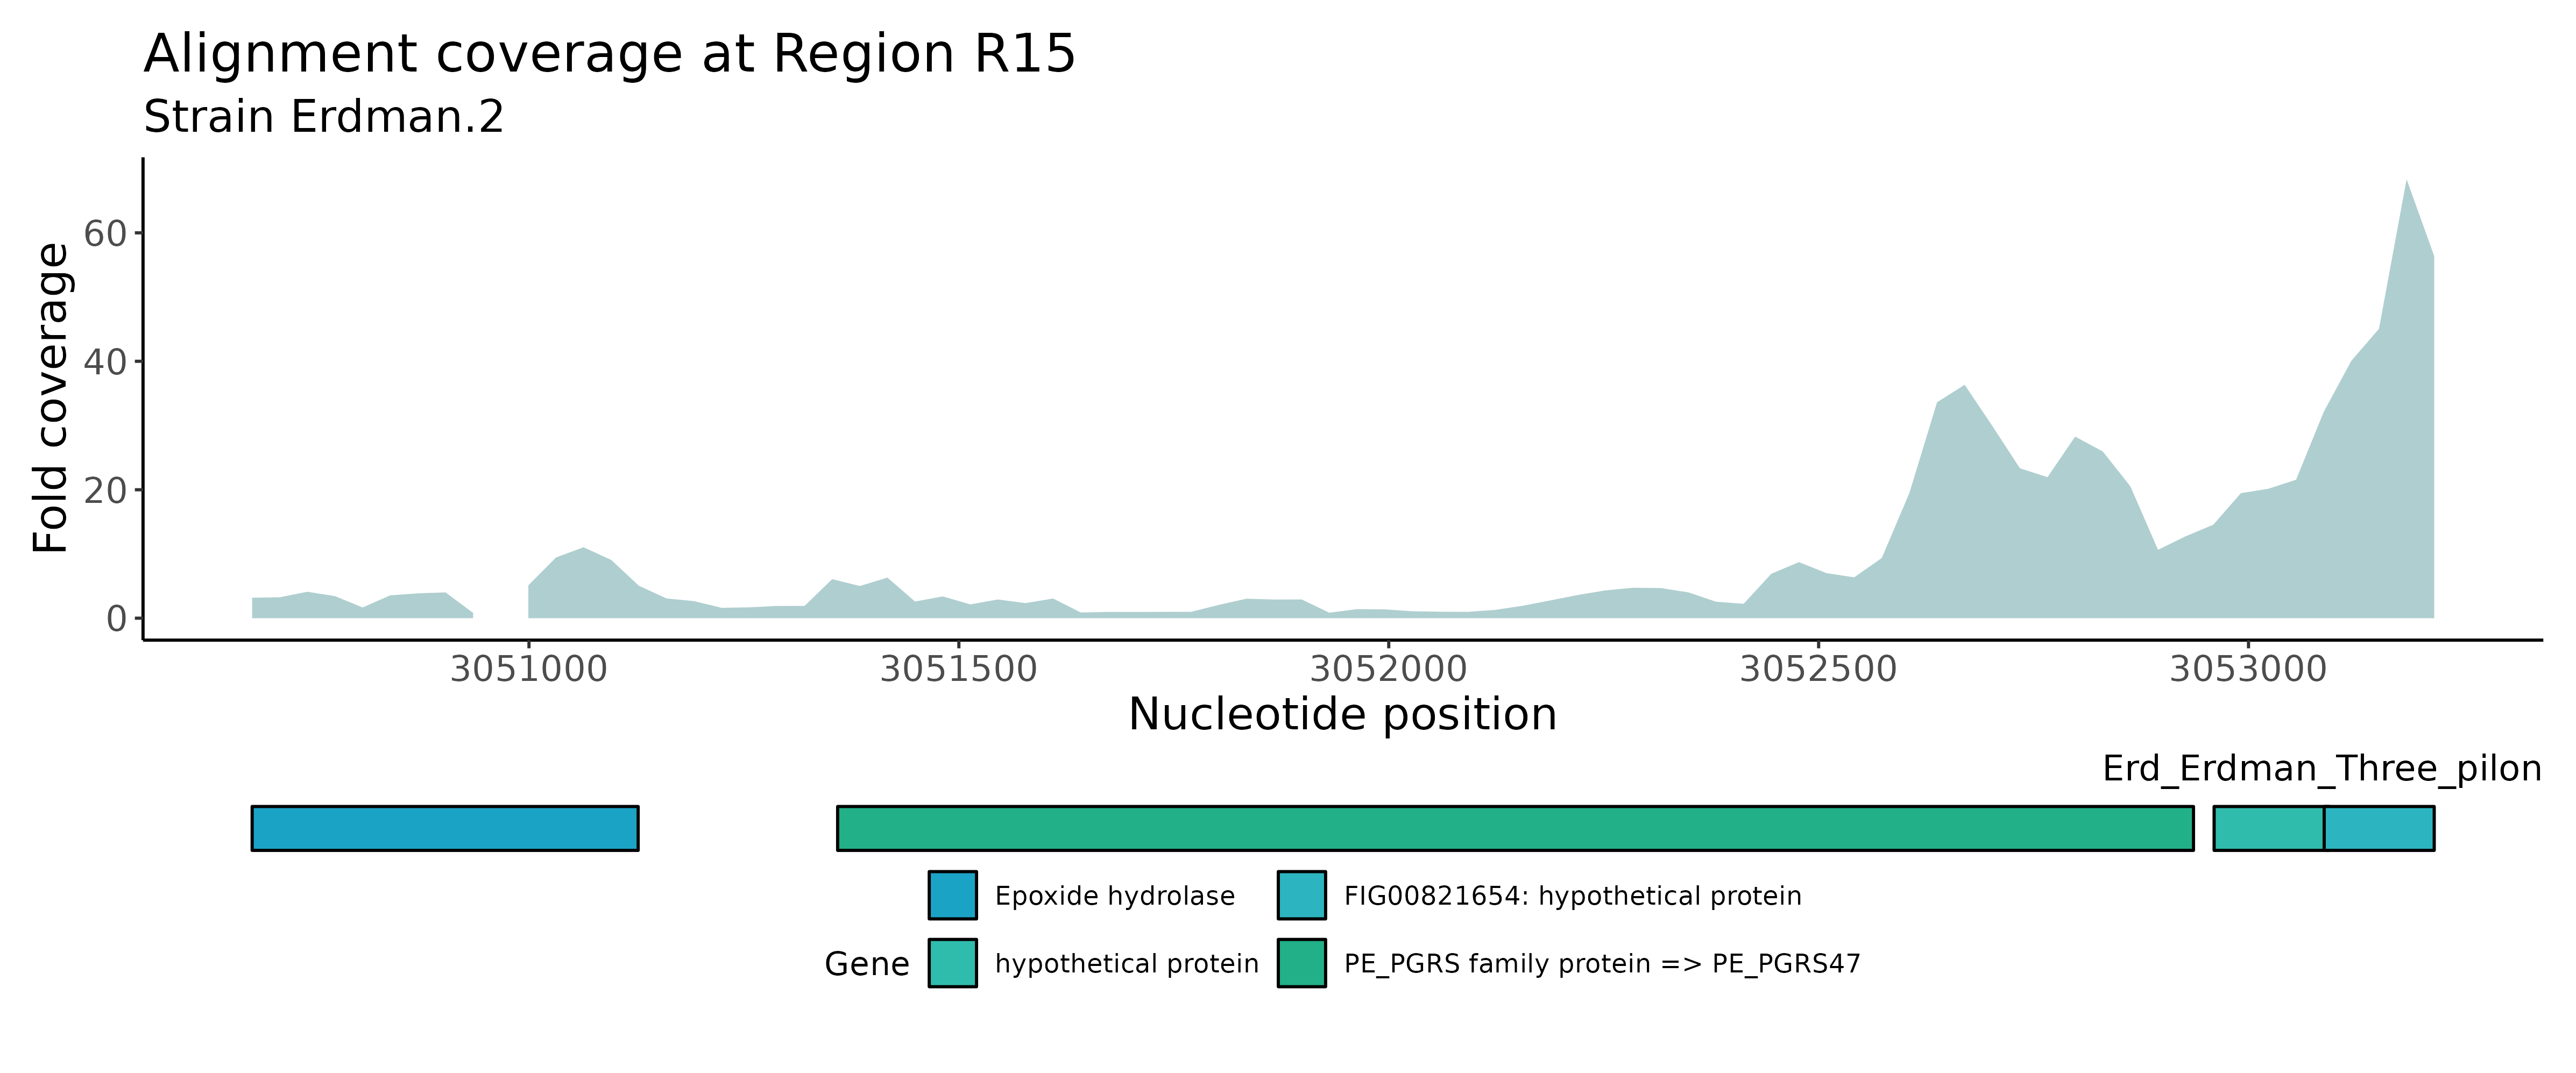 Alignment coverage at Region R15
Strain Erdman.2
Fold coverage
60
40
20
0
3051000 3051500 3052000 3052500 3053000
Nucleotide position
Erd_Erdman_Three_pilon
Gene
Epoxide hydrolase FIG00821654: hypothetical protein
hypothetical protein PE_PGRS family protein => PE_PGRS47